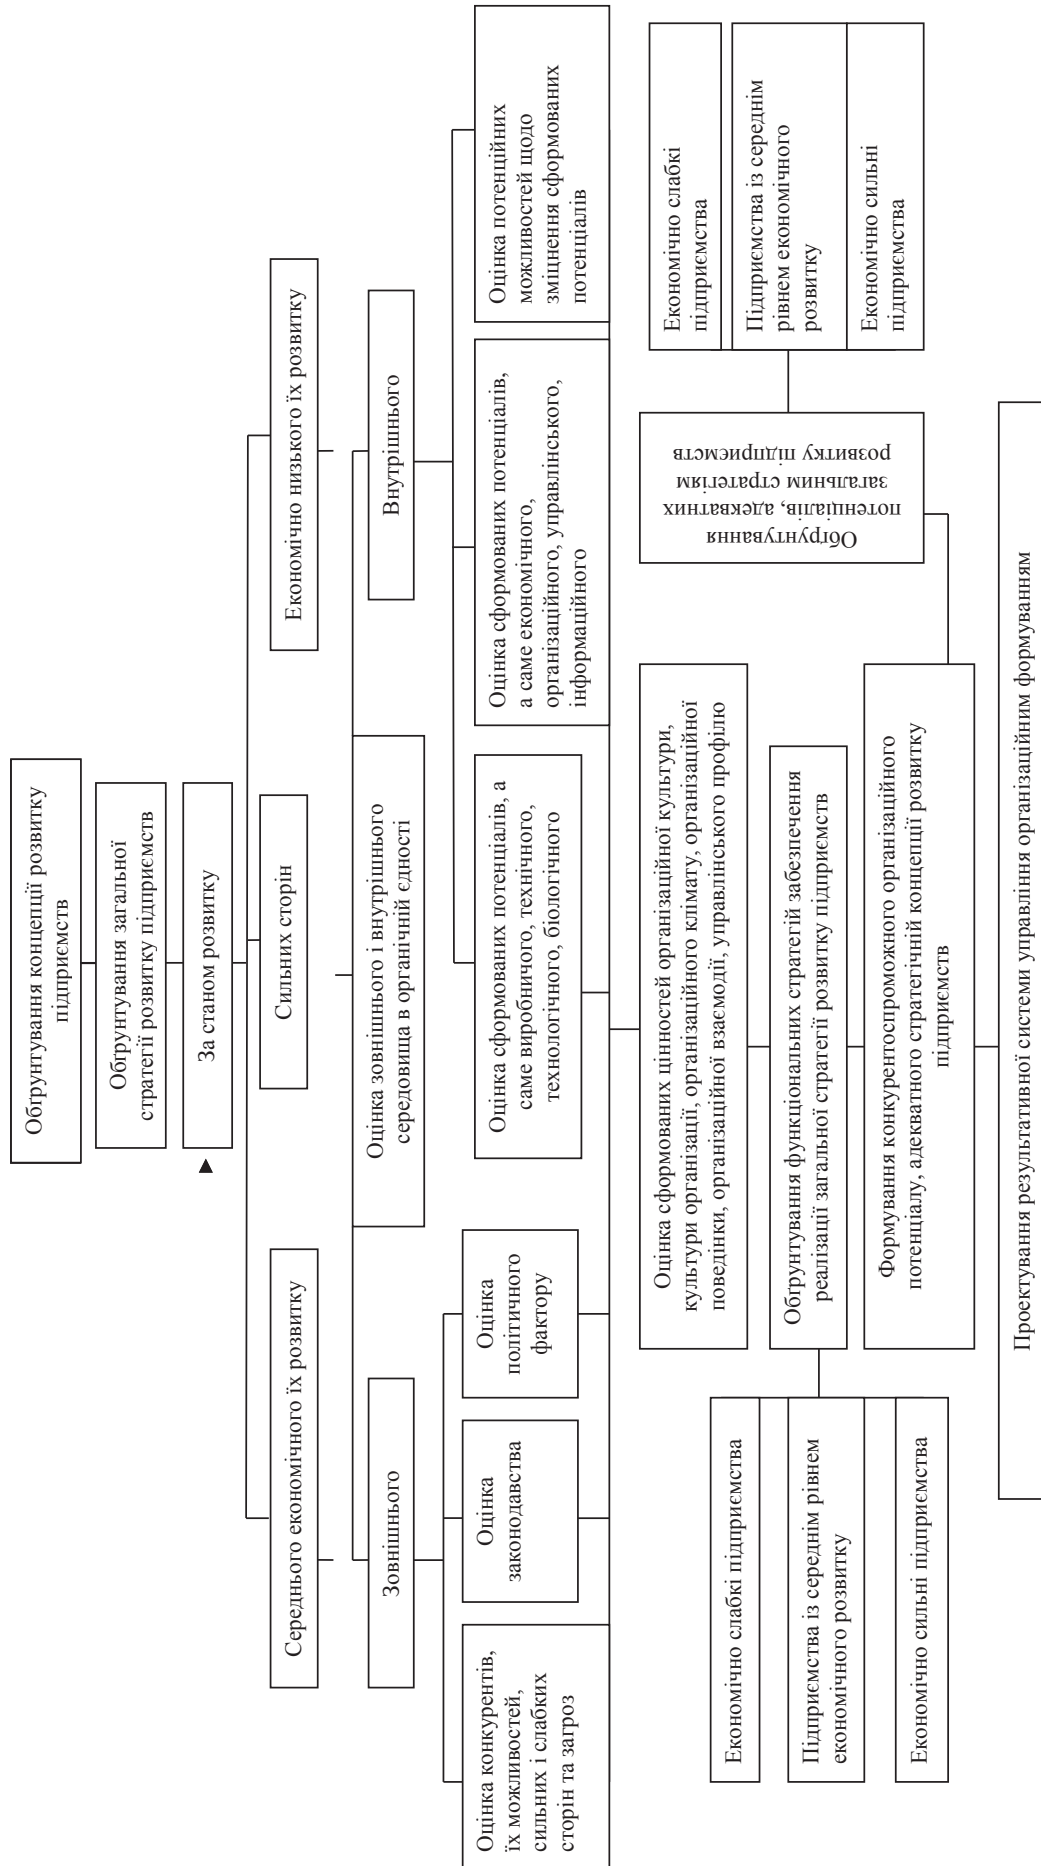 Обґрунтування концепції розвитку
підприємств
Обґрунтування загальної
стратегії розвитку підприємств
За станом розвитку
Середнього економічного їх розвитку
Сильних сторін
Економічно низького їх розвитку
Зовнішнього
Оцінка зовнішнього і внутрішнього
середовища в органічній єдності
Внутрішнього
Оцінка конкурентів,
їх можливостей,
сильних і слабких
сторін та загроз
Оцінка
законодавства
Оцінка
політичного
фактору
Оцінка сформованих потенціалів, а
саме виробничого, технічного,
технологічного, біологічного
Оцінка сформованих потенціалів,
а саме економічного,
організаційного, управлінського,
інформаційного
Оцінка потенційних
можливостей щодо
зміцнення сформованих
потенціалів
Оцінка сформованих цінностей організаційної культури,
культури організації, організаційного клімату, організаційної
поведінки, організаційної взаємодії, управлінського профілю
Економічно слабкі підприємства
Підприємства із середнім рівнем
економічного розвитку
Економічно сильні підприємства
Обґрунтування функціональних стратегій забезпечення
реалізації загальної стратегії розвитку підприємств
Формування конкурентоспроможного організаційного
потенціалу, адекватного стратегічній концепції розвитку
підприємств
Обґрунтування
потенціалів, адекватних
загальним стратегіям
розвитку підприємств
Економічно слабкі
підприємства
Підприємства із середнім
рівнем економічного
розвитку
Економічно сильні
підприємства
Проектування результативної системи управління організаційним формуванням